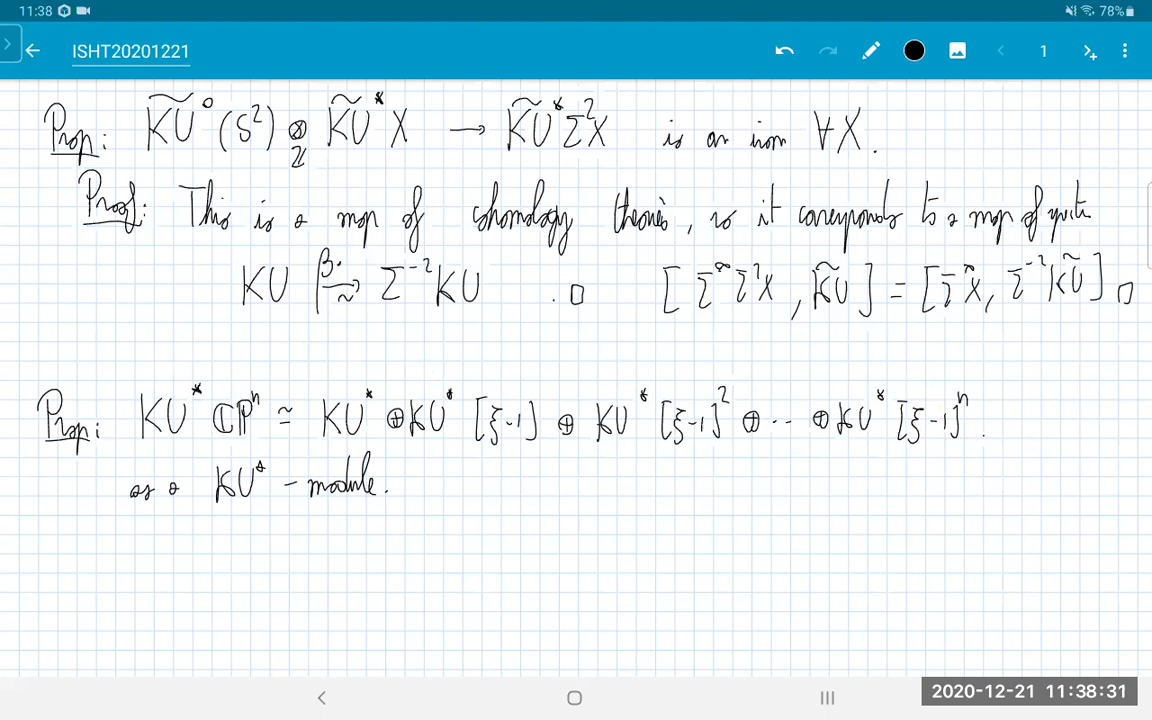 11:38
78%
ISHT20201221
1
Prop: K̃U⁰(S²) ⊗_ℤ K̃U* X → K̃U* Σ²X is an iso ∀X.
Proof: This is a map of cohomology theories, so it corresponds to a map of
KU →^{β·}_~ Σ⁻²KU . □ [Σ^∞ Σ²X, K̃U] = [Σ^∞ X, Σ⁻²K̃U] □
Prop: KU* ℂPⁿ ≃ KU* ⊕ KU* [ξ-1] ⊕ KU* [ξ-1]² ⊕ ⋯ ⊕ KU* [ξ-1]ⁿ.
as a KU* - module.
2020-12-21 11:38:31